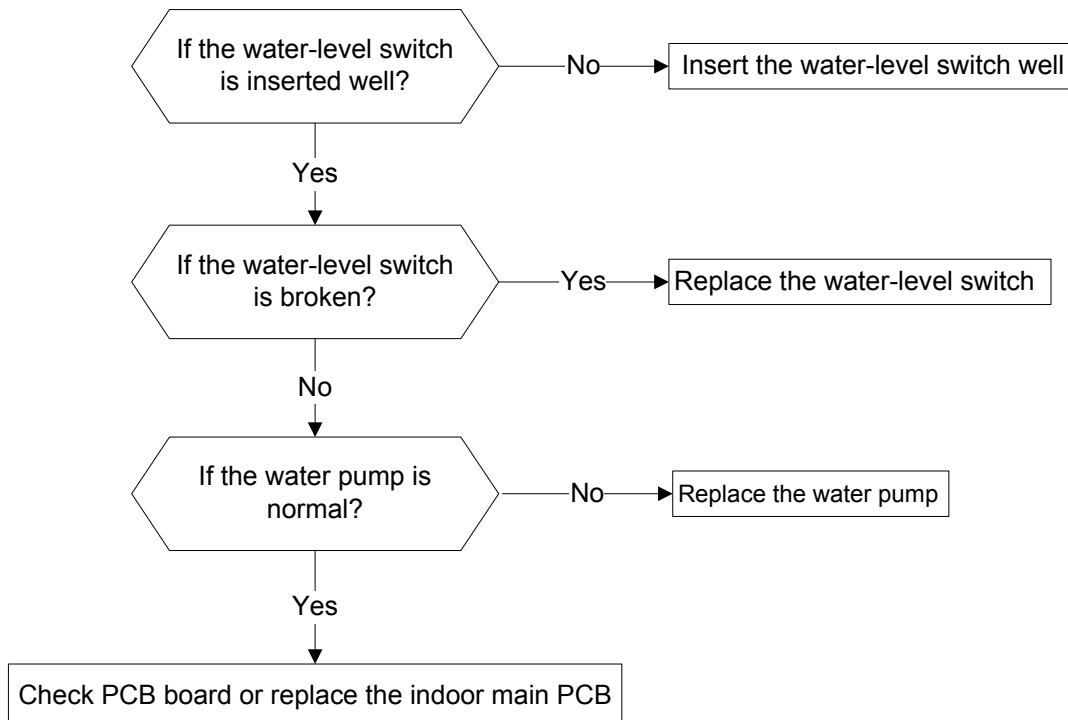 If the water-level switch
is inserted well?
No
Insert the water-level switch well
Yes
If the water-level switch
is broken?
Yes
Replace the water-level switch
No
If the water pump is
normal?
No
Replace the water pump
Yes
Check PCB board or replace the indoor main PCB